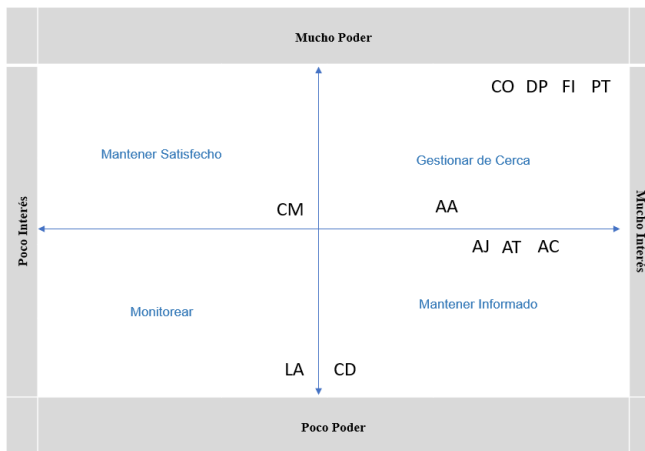 Mucho Poder
CO DP FI PT
Mantener Satisfecho
Gestionar de Cerca
Poco Interés
Mucho Interés
CM
AA
AJ AT AC
Monitorear
Mantener Informado
LA CD
Poco Poder